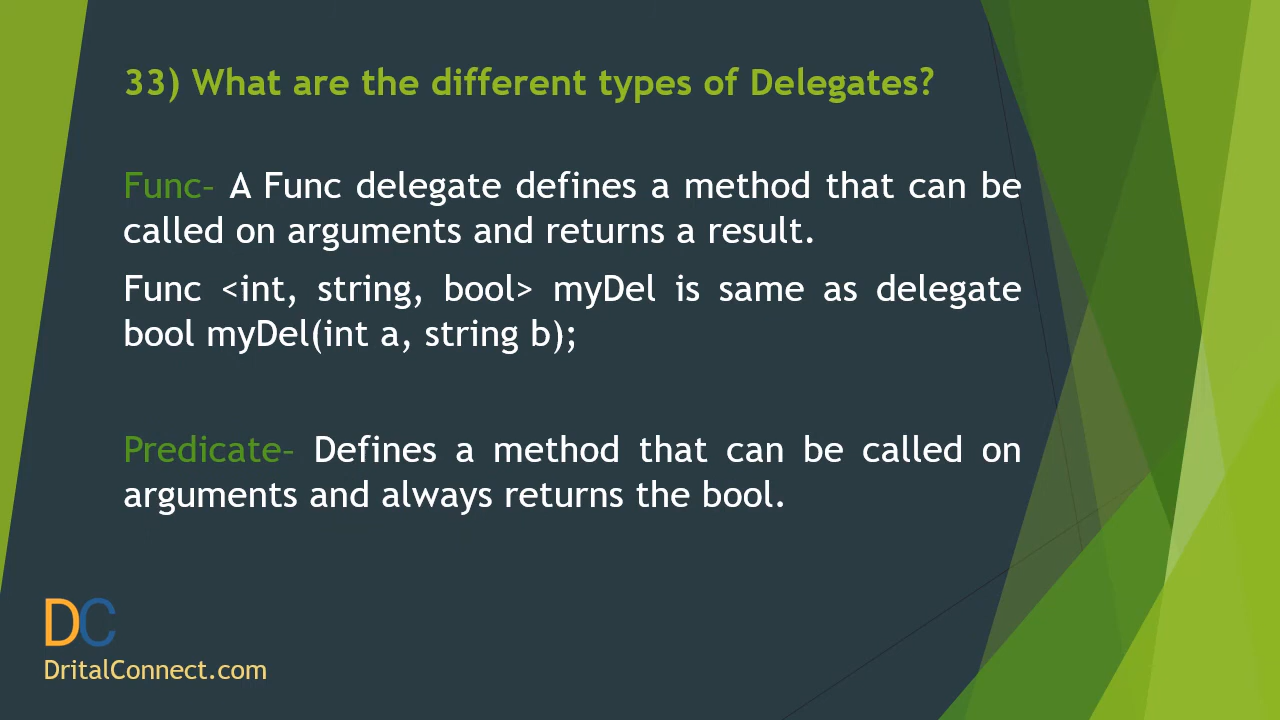 33) What are the different types of Delegates?
Func– A Func delegate defines a method that can be
called on arguments and returns a result.
Func <int, string, bool> myDel is same as delegate
bool myDel(int a, string b);
Predicate– Defines a method that can be called on
arguments and always returns the bool.
DC
DritalConnect.com